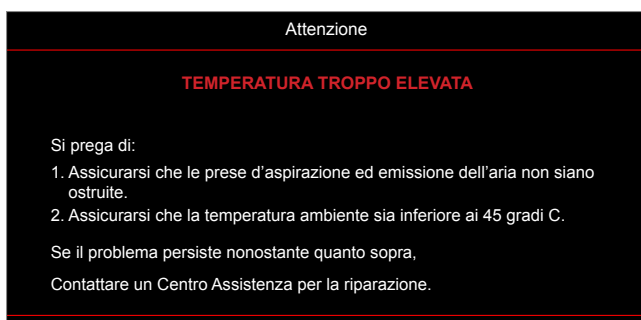 Attenzione
TEMPERATURA TROPPO ELEVATA
Si prega di:
1. Assicurarsi che le prese d’aspirazione ed emissione dell’aria non siano
ostruite.
2. Assicurarsi che la temperatura ambiente sia inferiore ai 45 gradi C.
Se il problema persiste nonostante quanto sopra,
Contattare un Centro Assistenza per la riparazione.